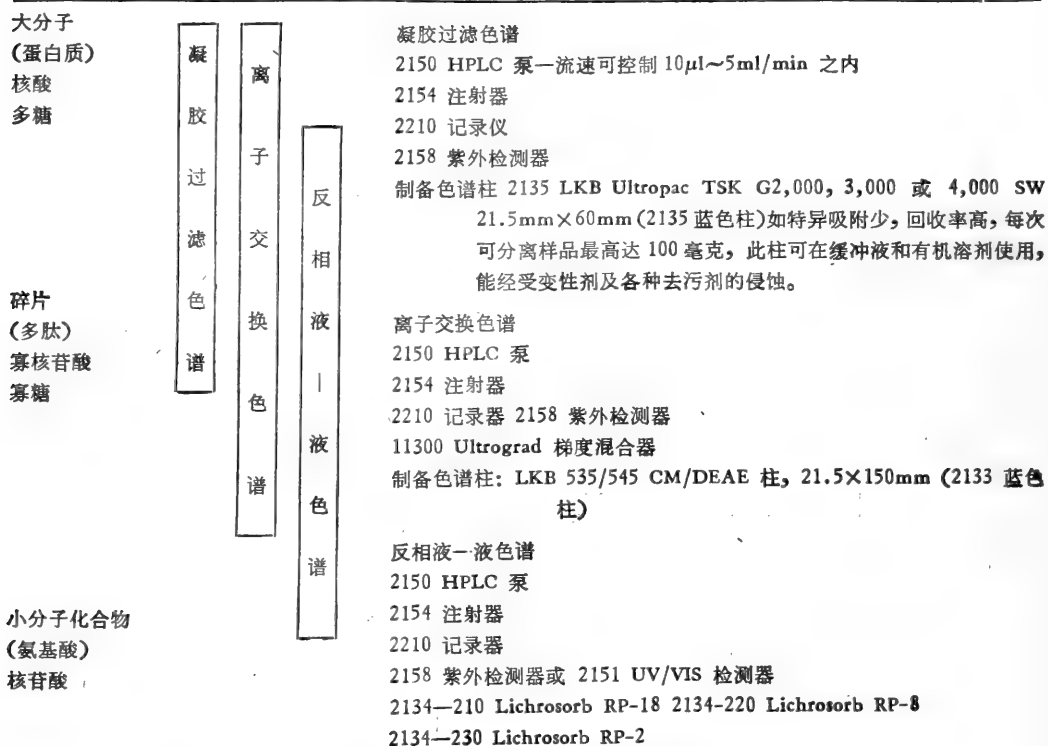 大分子
(蛋白质)
核酸
多糖
碎片
(多肽)
寡核苷酸
寡糖
小分子化合物
(氨基酸)
核苷酸
凝胶过滤色谱
离子交换色谱
反相液—液色谱
凝胶过滤色谱
2150 HPLC 泵—流速可控制 10μl~5ml/min 之内
2154 注射器
2210 记录仪
2158 紫外检测器
制备色谱柱 2135 LKB Ultropac TSK G2,000, 3,000 或 4,000 SW
21.5mm×60mm (2135 蓝色柱)如特异吸附少,回收率高,每次
可分离样品最高达 100 毫克,此柱可在缓冲液和有机溶剂使用,
能经受变性剂及各种去污剂的侵蚀。
离子交换色谱
2150 HPLC 泵
2154 注射器
2210 记录器 2158 紫外检测器
11300 Ultrograd 梯度混合器
制备色谱柱: LKB 535/545 CM/DEAE 柱, 21.5×150mm (2133 蓝色
柱)
反相液—液色谱
2150 HPLC 泵
2154 注射器
2210 记录器
2158 紫外检测器或 2151 UV/VIS 检测器
2134—210 Lichrosorb RP-18 2134-220 Lichrosorb RP-8
2134—230 Lichrosorb RP-2